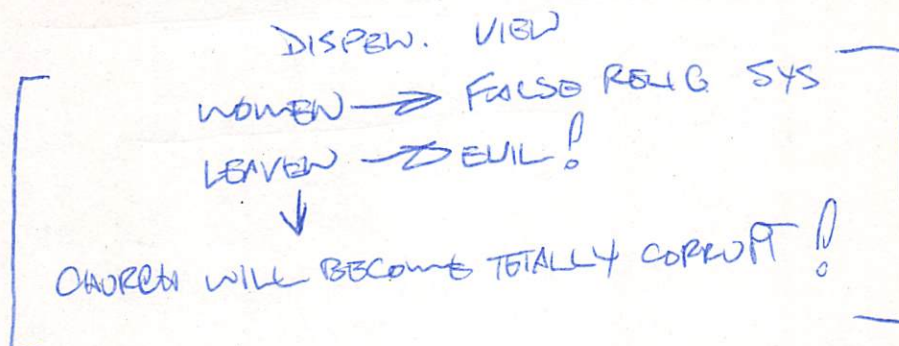 DISPEN. VIEW
WOMEN → FALSE RELIG SYS
LEAVEN → EVIL!
↓
CHURCH WILL BECOME TOTALLY CORRUPT!